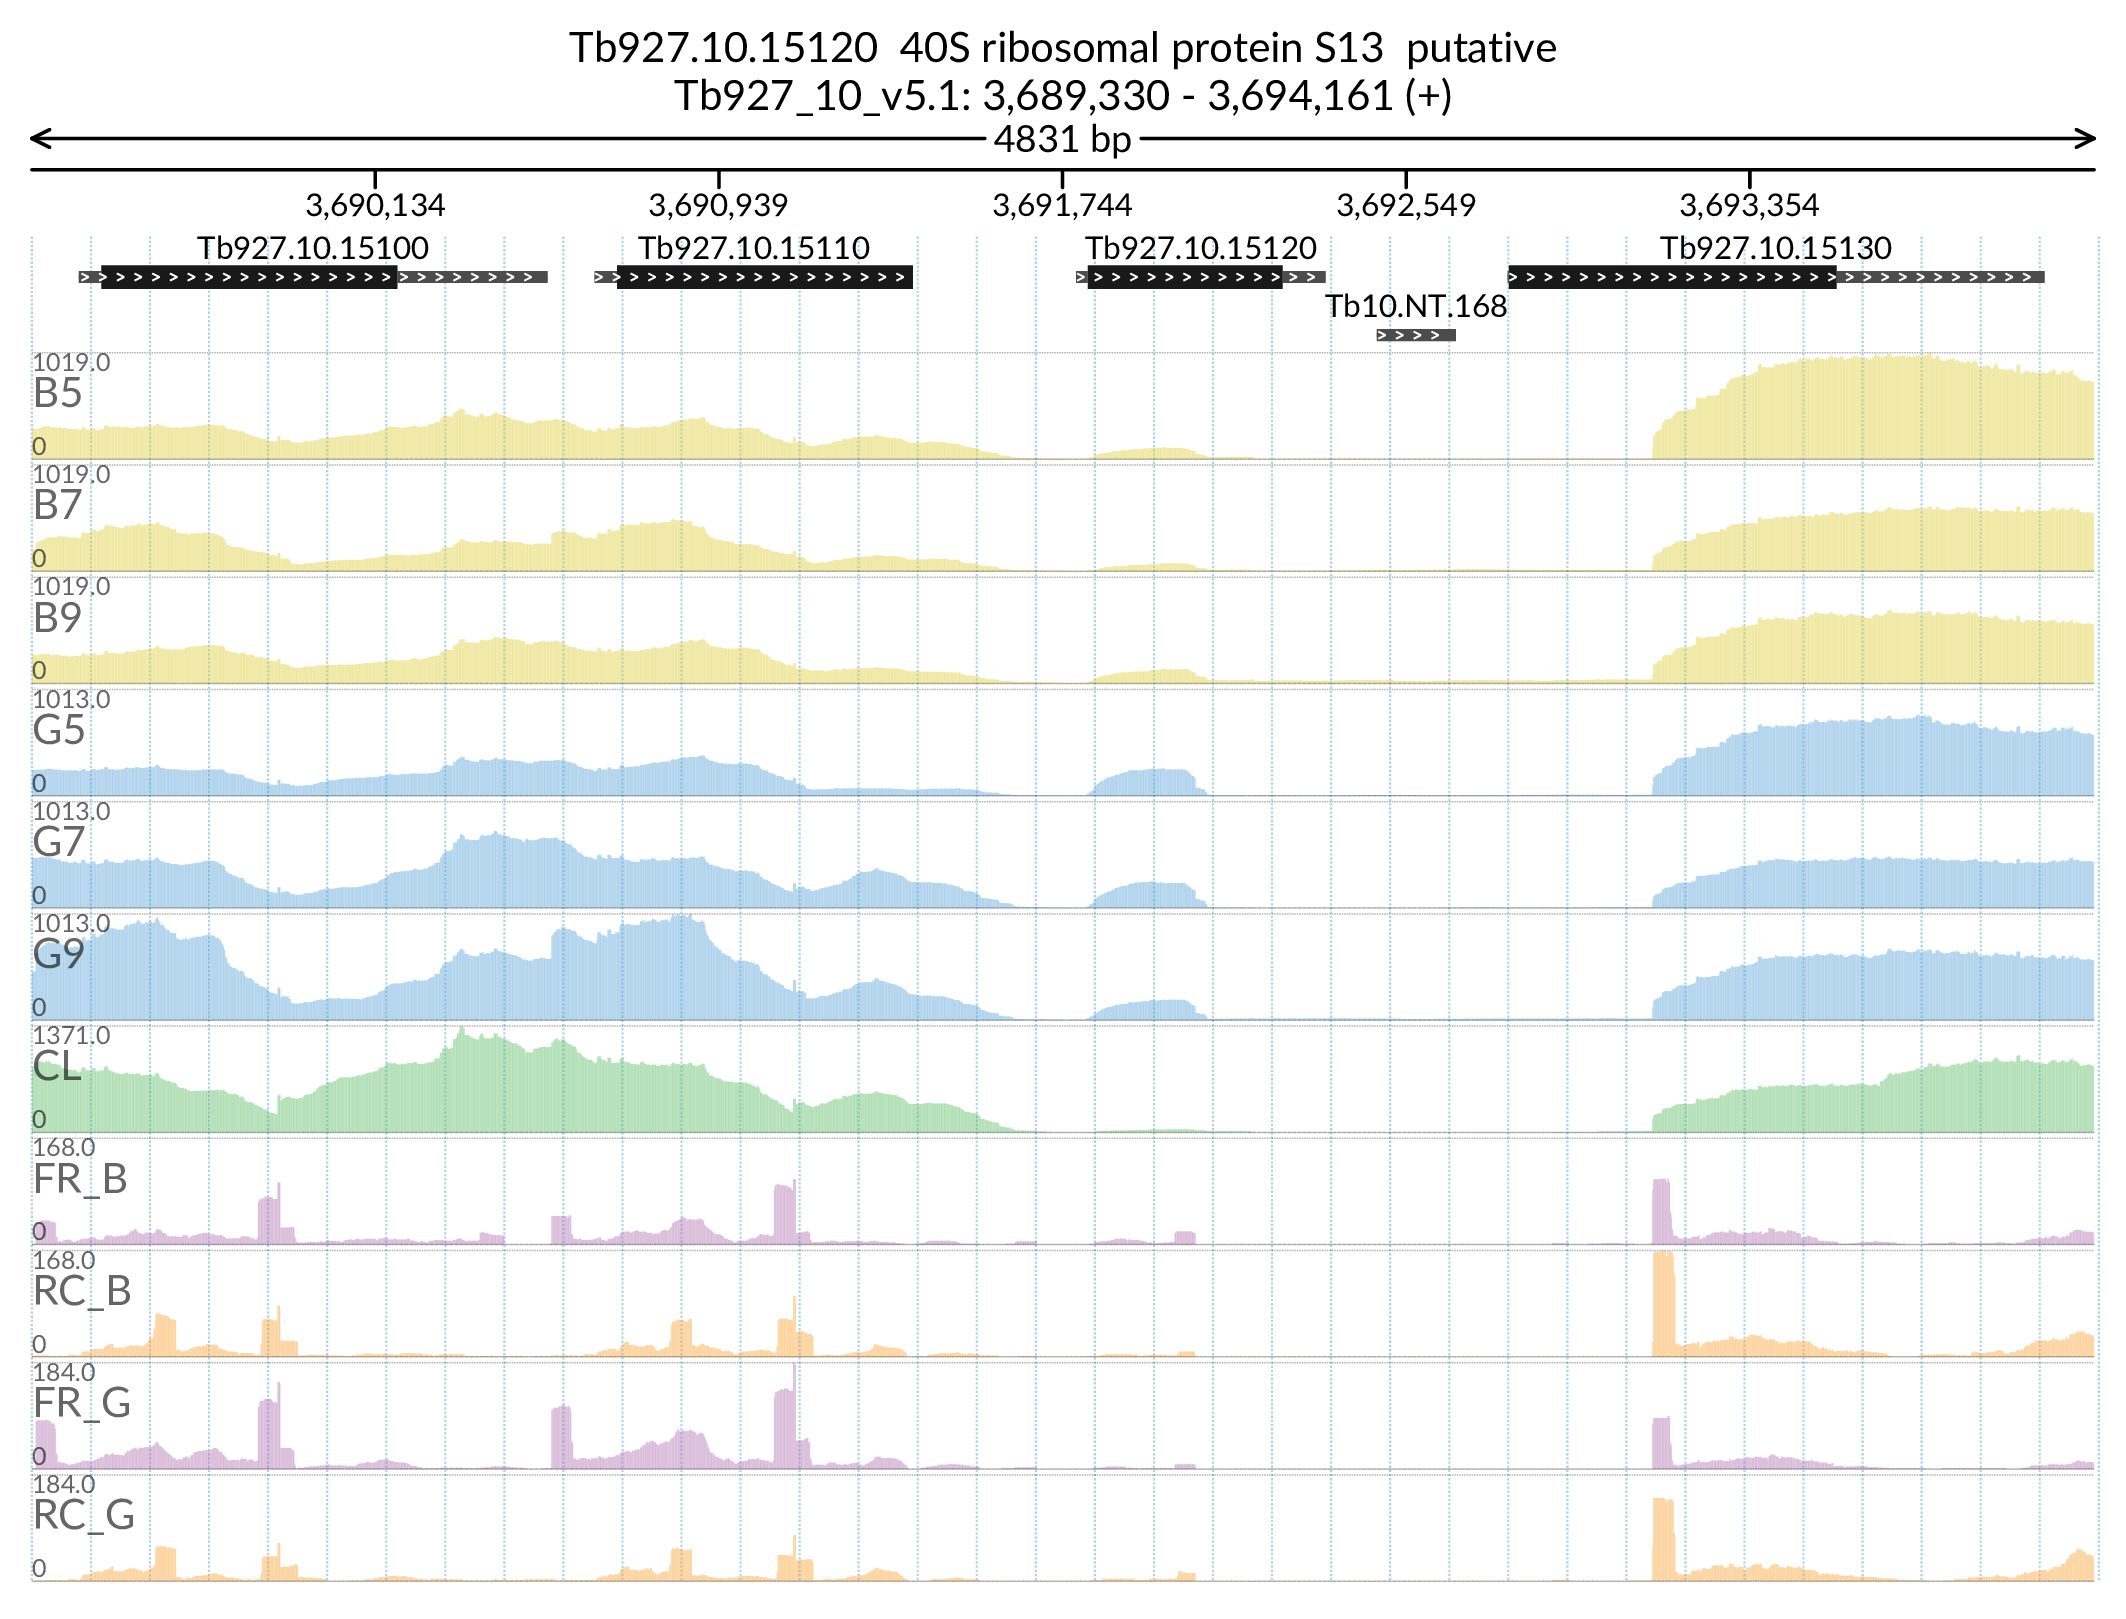 Tb927.10.15120  40S ribosomal protein S13  putative
Tb927_10_v5.1: 3,689,330 - 3,694,161 (+)
4831 bp
3,690,134 3,690,939 3,691,744 3,692,549 3,693,354
Tb927.10.15100 Tb927.10.15110 Tb927.10.15120 Tb927.10.15130
Tb10.NT.168
1019.0
B5
0
1019.0
B7
0
1019.0
B9
0
1013.0
G5
0
1013.0
G7
0
1013.0
G9
0
1371.0
CL
0
168.0
FR_B
0
168.0
RC_B
0
184.0
FR_G
0
184.0
RC_G
0